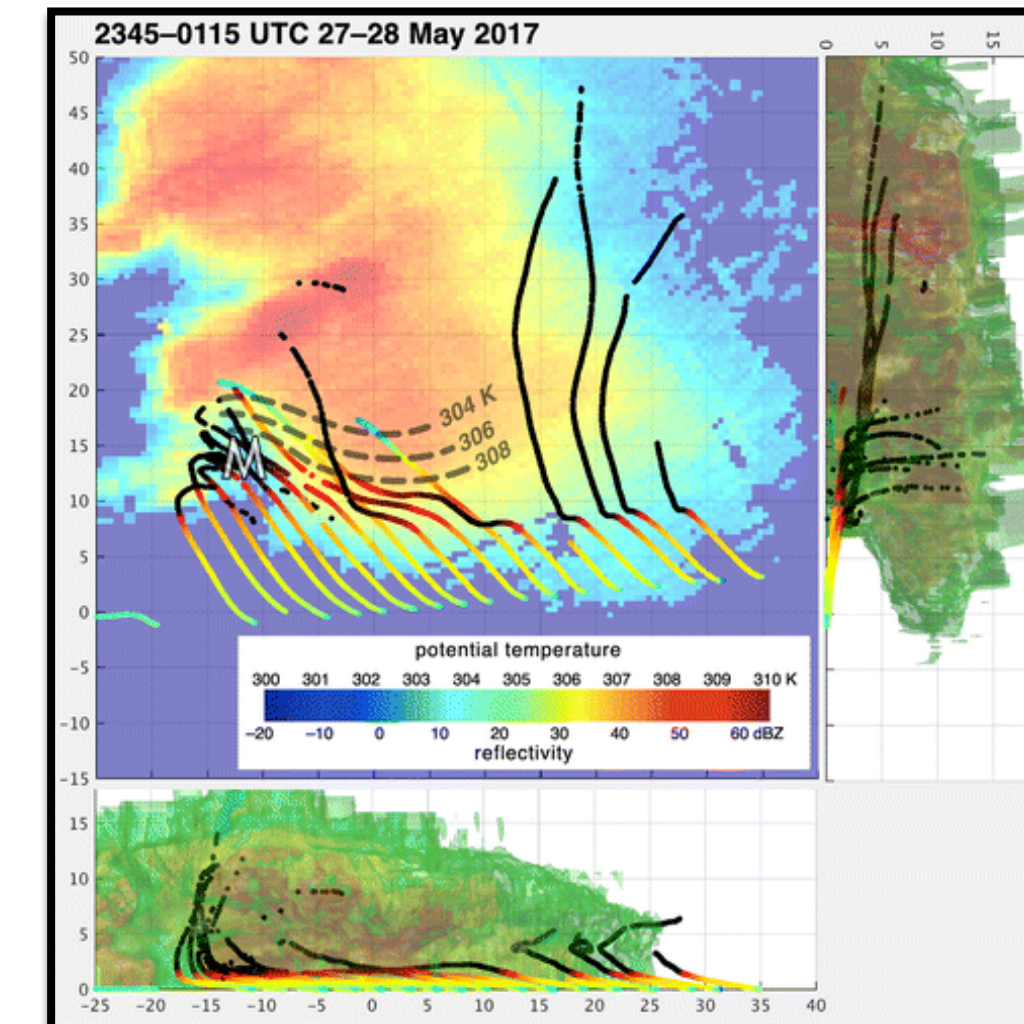 2345–0115 UTC 27–28 May 2017
0 5 10 15
50
45
40
35
30
25
20
15
10
5
0
−5
−10
−15
304 K
306
308
M
potential temperature
300 301 302 303 304 305 306 307 308 309 310 K
−20 −10 0 10 20 30 40 50 60 dBZ
reflectivity
15
10
5
0
−25 −20 −15 −10 −5 0 5 10 15 20 25 30 35 40